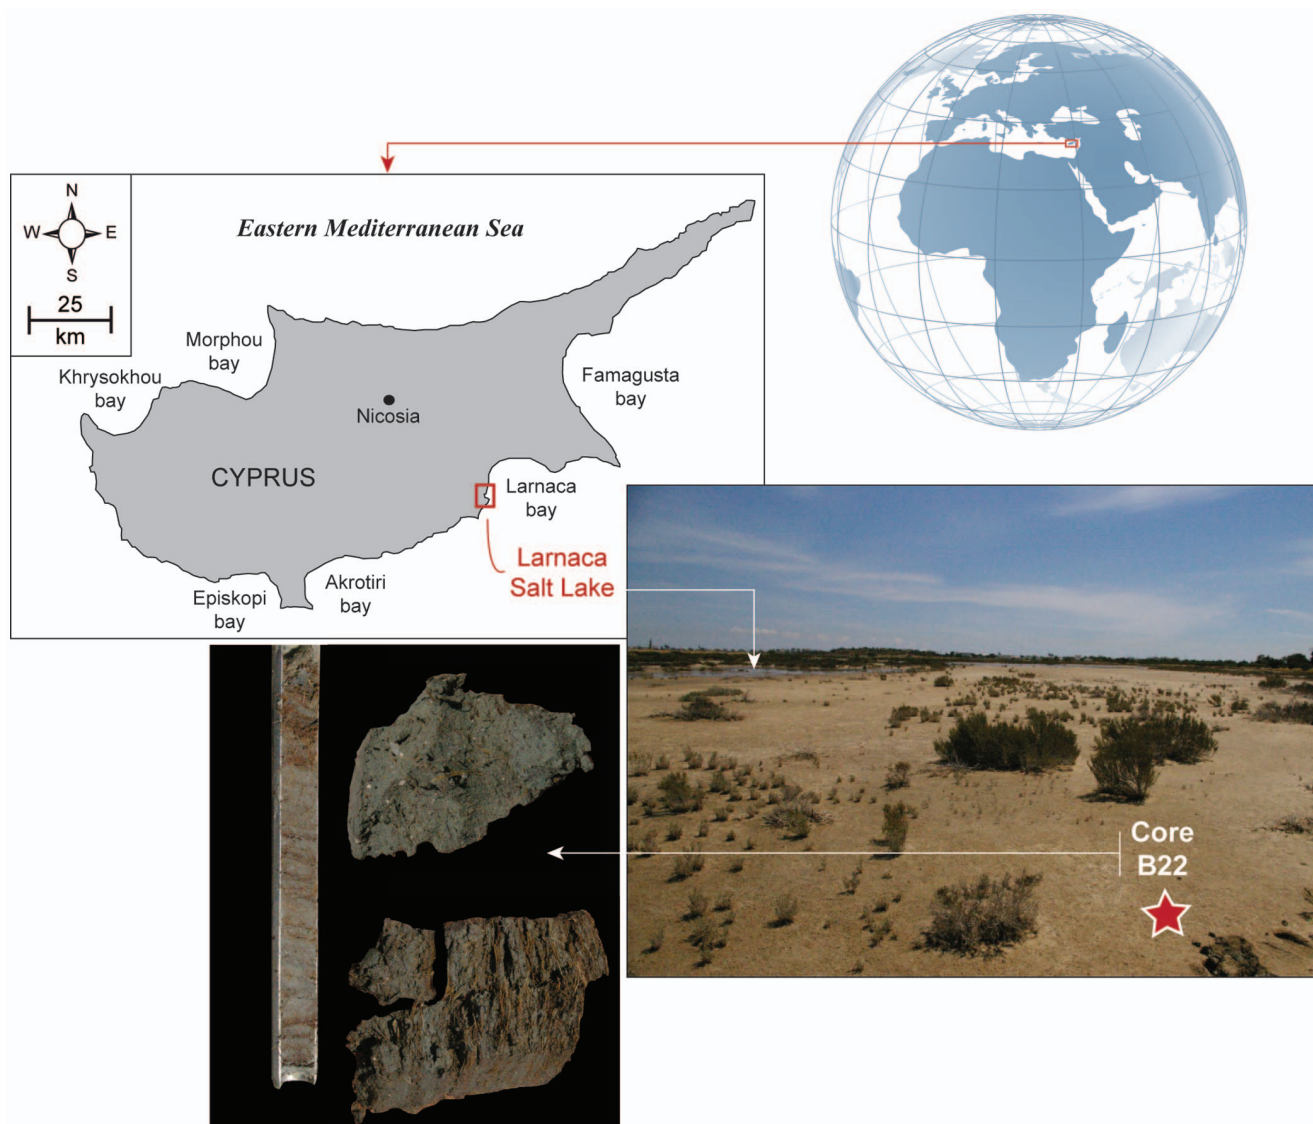 N
W
E
S
25
km
Eastern Mediterranean Sea
Morphou
bay
Khrysokhou
bay
Famagusta
bay
Nicosia
CYPRUS
Larnaca
bay
Larnaca
Salt Lake
Akrotiri
bay
Episkopi
bay
Core
B22